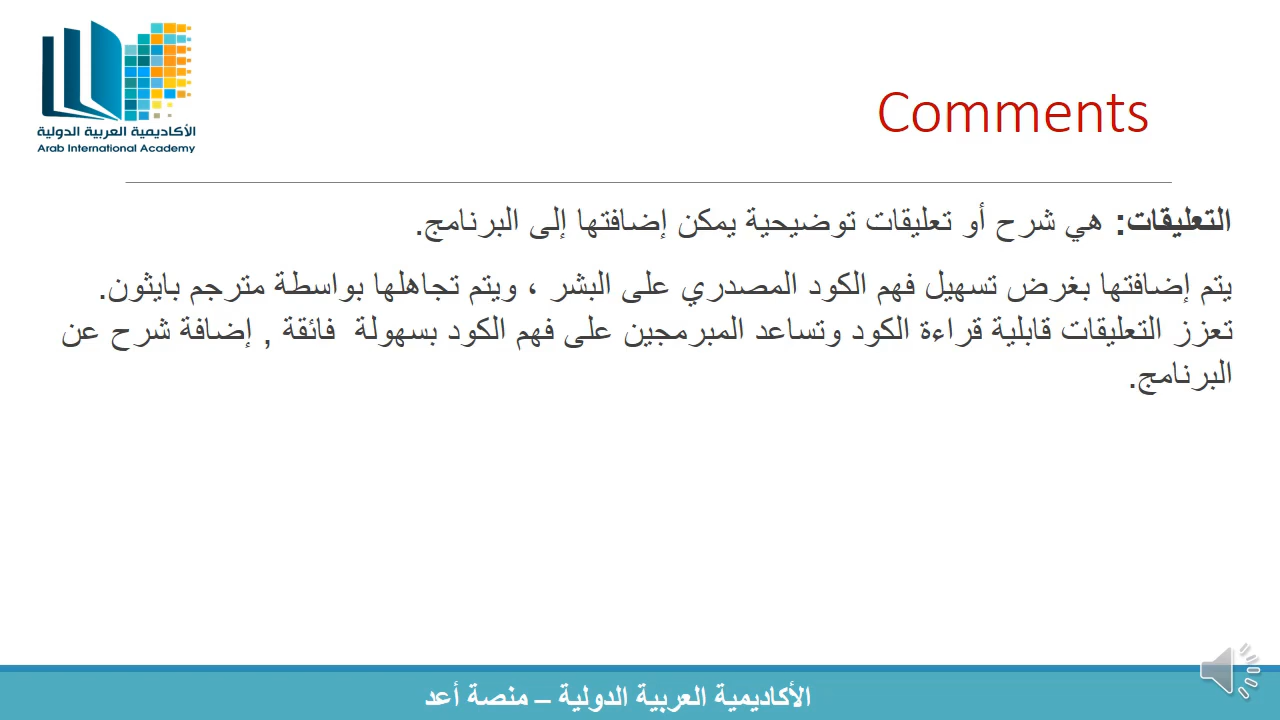 الأكاديمية العربية الدولية
Arab International Academy
Comments
التعليقات: هي شرح أو تعليقات توضيحية يمكن إضافتها إلى البرنامج.
يتم إضافتها بغرض تسهيل فهم الكود المصدري على البشر ، ويتم تجاهلها بواسطة مترجم بايثون.
تعزز التعليقات قابلية قراءة الكود وتساعد المبرمجين على فهم الكود بسهولة فائقة , إضافة شرح عن
البرنامج.
الأكاديمية العربية الدولية – منصة أعد